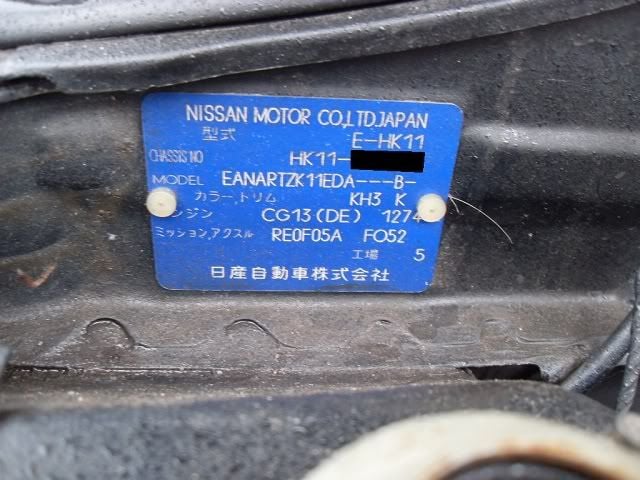 NISSAN MOTOR CO.,LTD.JAPAN
型式 E-HK11
CHASSIS NO HK11-
MODEL EANARTZK11EDA---B-
カラー,トリム KH3 K
ンジン CG13(DE) 1274
ミッション,アクスル RE0F05A FO52
工場 5
日産自動車株式会社